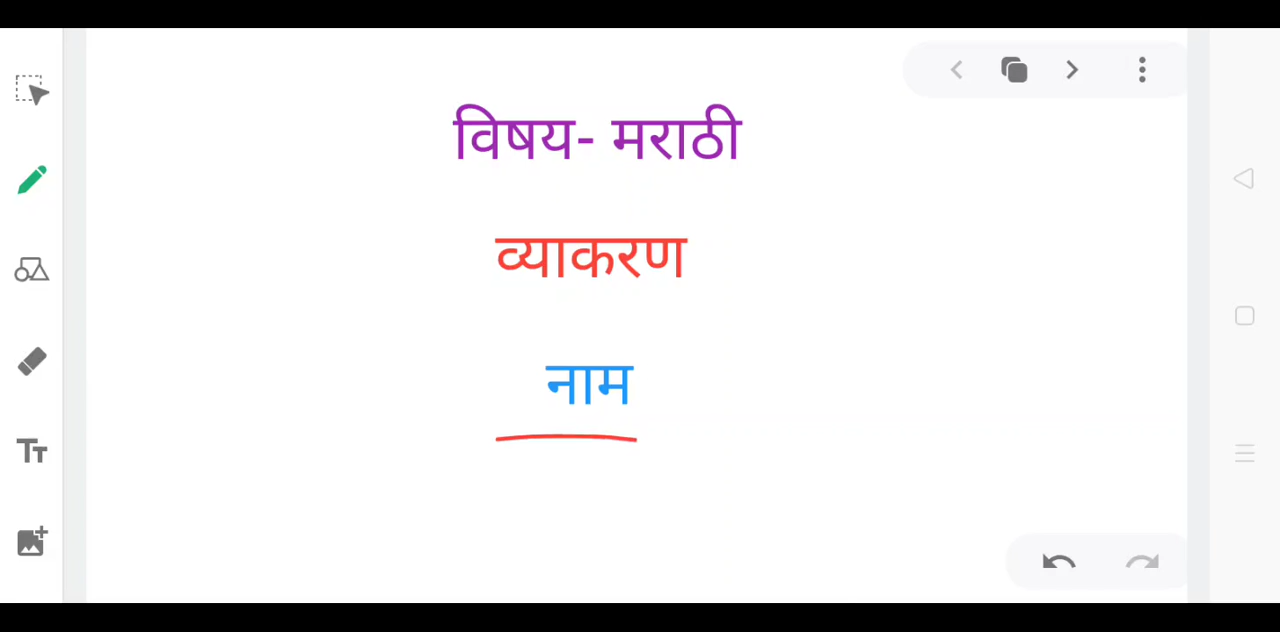 विषय- मराठी
व्याकरण
नाम